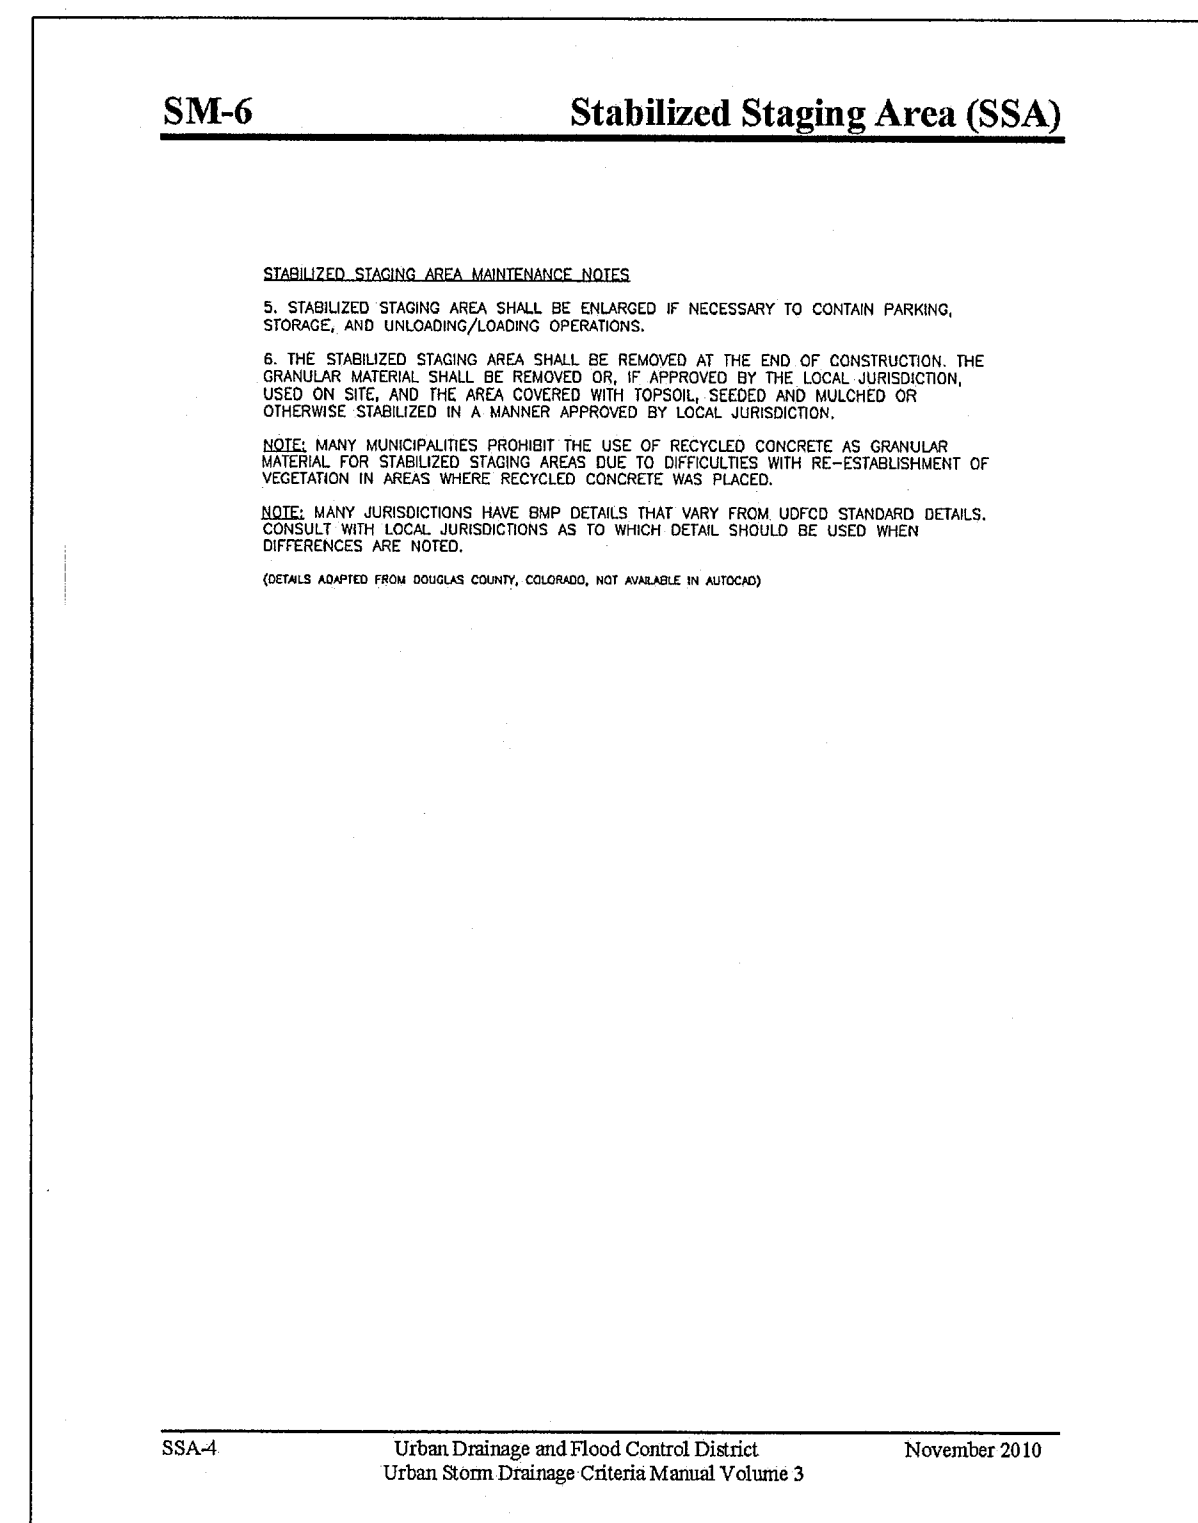 SM-6 Stabilized Staging Area (SSA)
STABILIZED STAGING AREA MAINTENANCE NOTES
5. STABILIZED STAGING AREA SHALL BE ENLARGED IF NECESSARY TO CONTAIN PARKING,
STORAGE, AND UNLOADING/LOADING OPERATIONS.
6. THE STABILIZED STAGING AREA SHALL BE REMOVED AT THE END OF CONSTRUCTION. THE
GRANULAR MATERIAL SHALL BE REMOVED OR, IF APPROVED BY THE LOCAL JURISDICTION,
USED ON SITE, AND THE AREA COVERED WITH TOPSOIL, SEEDED AND MULCHED OR
OTHERWISE STABILIZED IN A MANNER APPROVED BY LOCAL JURISDICTION.
NOTE: MANY MUNICIPALITIES PROHIBIT THE USE OF RECYCLED CONCRETE AS GRANULAR
MATERIAL FOR STABILIZED STAGING AREAS DUE TO DIFFICULTIES WITH RE-ESTABLISHMENT OF
VEGETATION IN AREAS WHERE RECYCLED CONCRETE WAS PLACED.
NOTE: MANY JURISDICTIONS HAVE BMP DETAILS THAT VARY FROM UDFCD STANDARD DETAILS.
CONSULT WITH LOCAL JURISDICTIONS AS TO WHICH DETAIL SHOULD BE USED WHEN
DIFFERENCES ARE NOTED.
(DETAILS ADAPTED FROM DOUGLAS COUNTY, COLORADO, NOT AVAILABLE IN AUTOCAD)
SSA-4 Urban Drainage and Flood Control District November 2010
Urban Storm Drainage Criteria Manual Volume 3